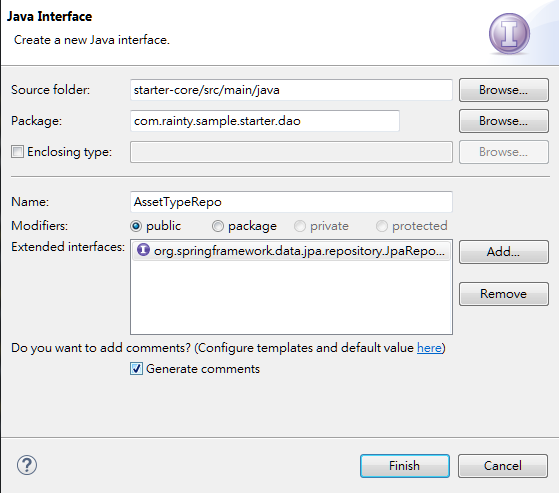 Java Interface
Create a new Java interface.
I
Source folder: starter-core/src/main/java Browse...
Package: com.rainty.sample.starter.dao Browse...
Enclosing type: Browse...
Name: AssetTypeRepo
Modifiers: public package private protected
Extended interfaces: I org.springframework.data.jpa.repository.JpaRepo... Add...
Remove
Do you want to add comments? (Configure templates and default value here)
Generate comments
? Finish Cancel